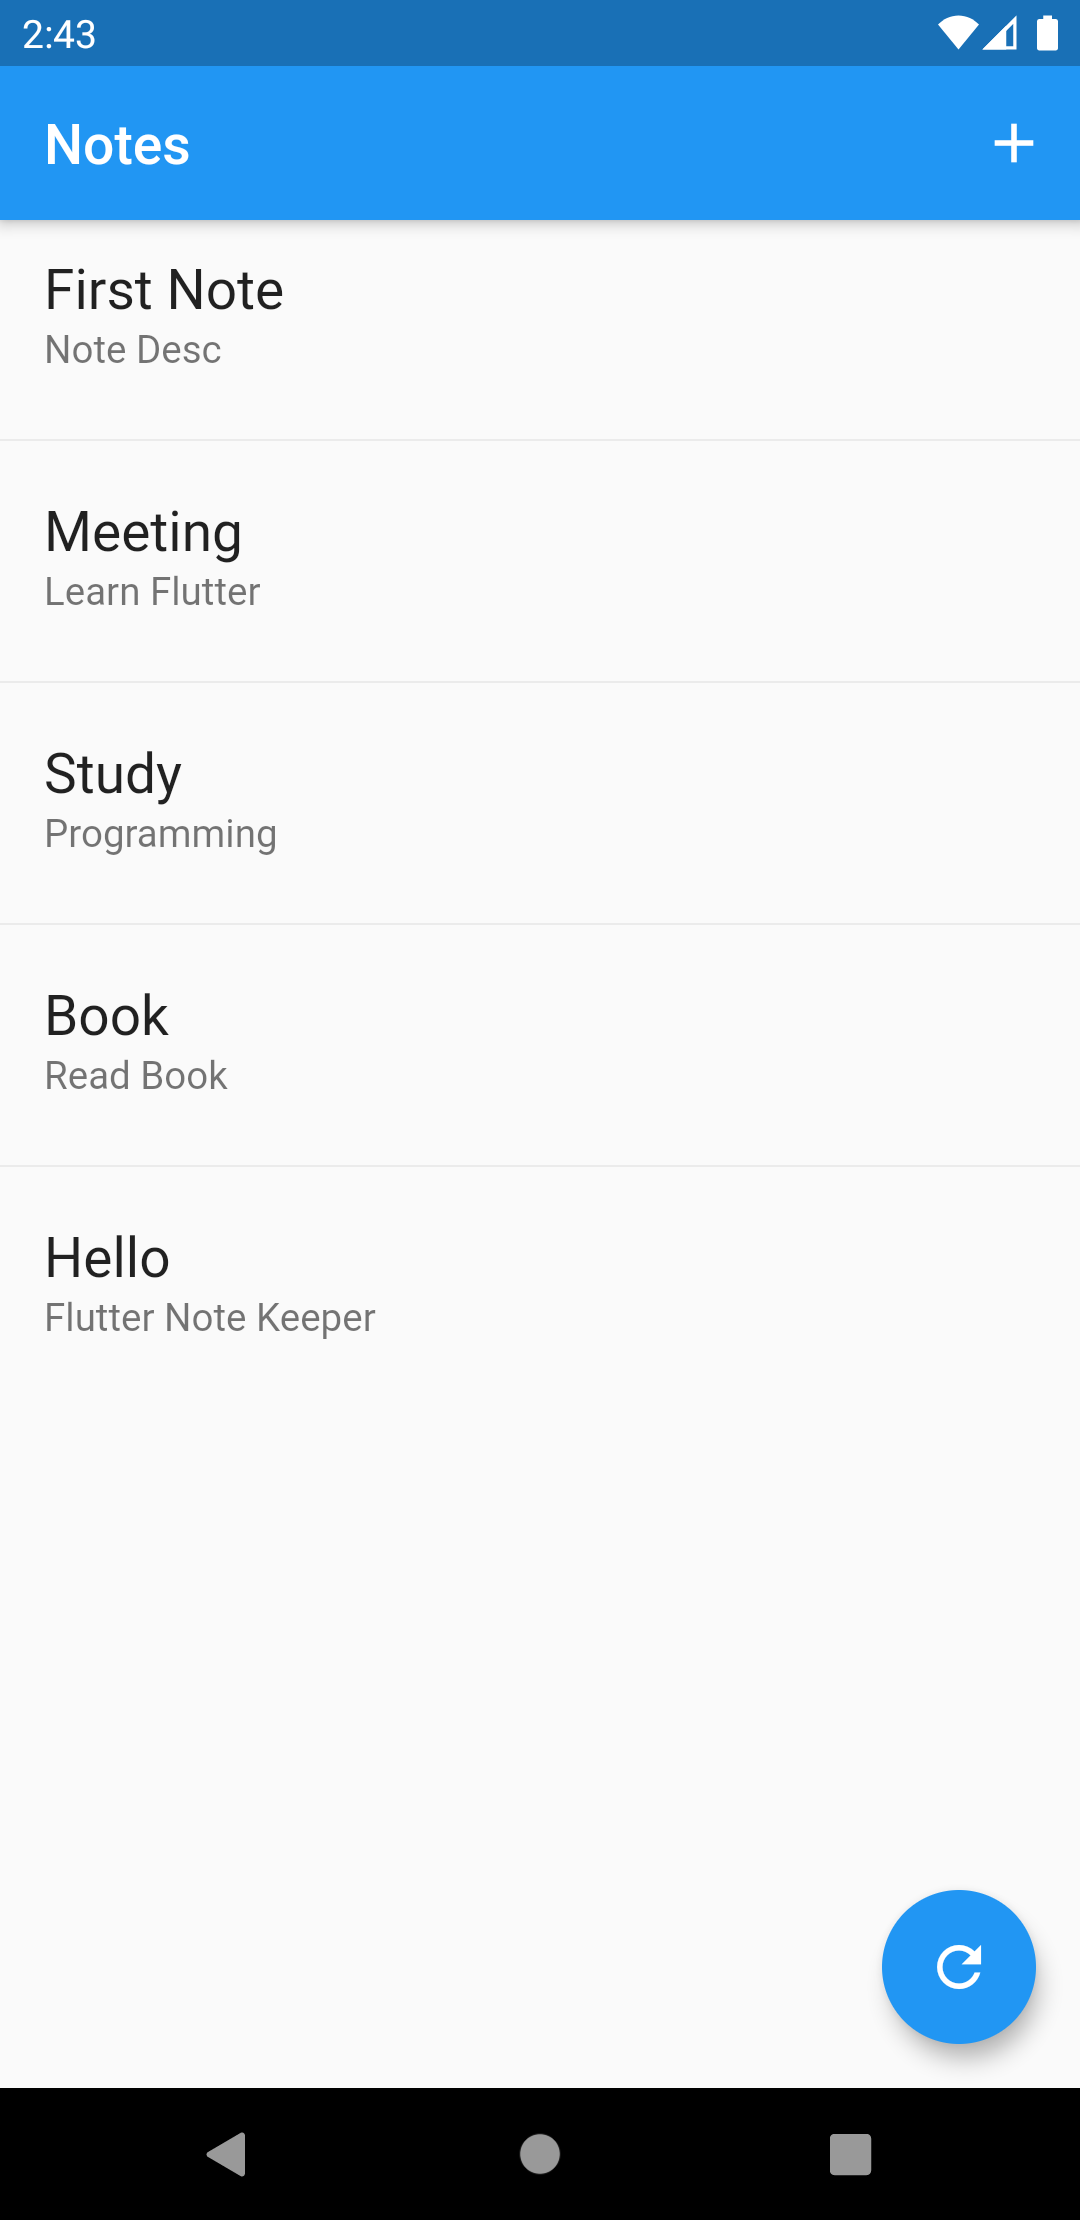 2:43
Notes
First Note
Note Desc
Meeting
Learn Flutter
Study
Programming
Book
Read Book
Hello
Flutter Note Keeper